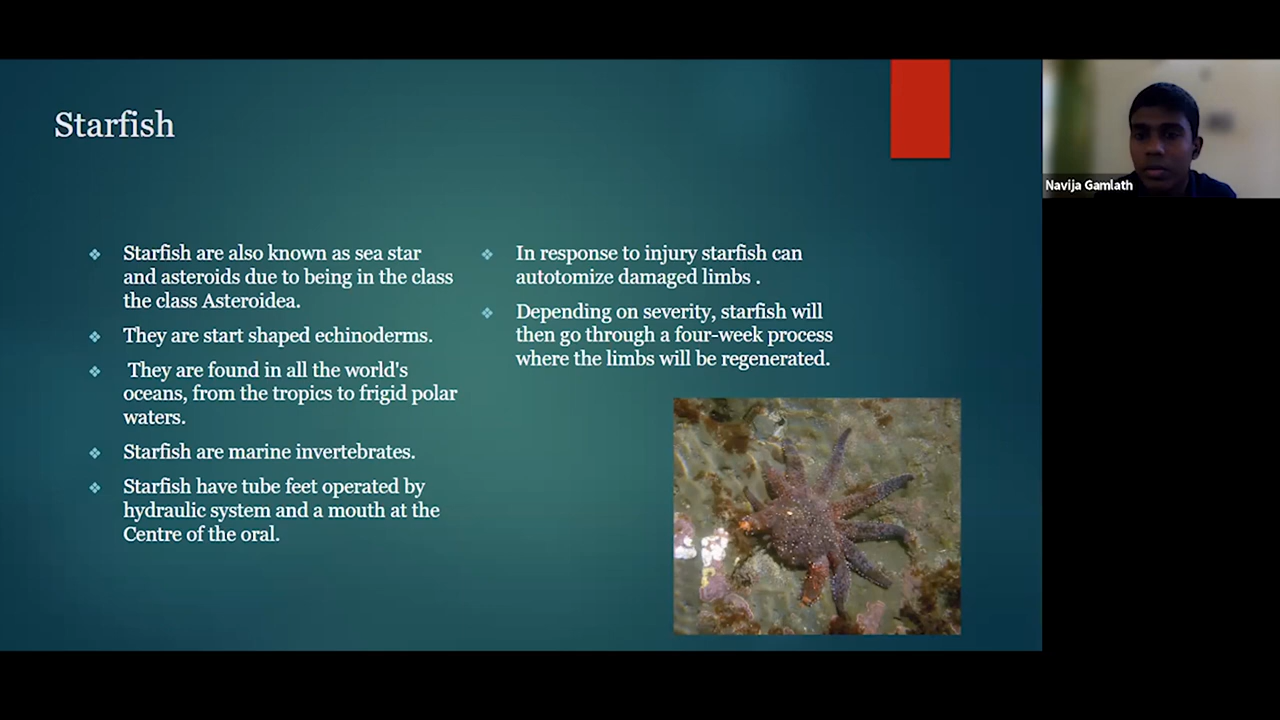 Starfish
Starfish are also known as sea star
and asteroids due to being in the class
the class Asteroidea.
They are start shaped echinoderms.
They are found in all the world's
oceans, from the tropics to frigid polar
waters.
Starfish are marine invertebrates.
Starfish have tube feet operated by
hydraulic system and a mouth at the
Centre of the oral.
In response to injury starfish can
autotomize damaged limbs .
Depending on severity, starfish will
then go through a four-week process
where the limbs will be regenerated.
Navija Gamlath